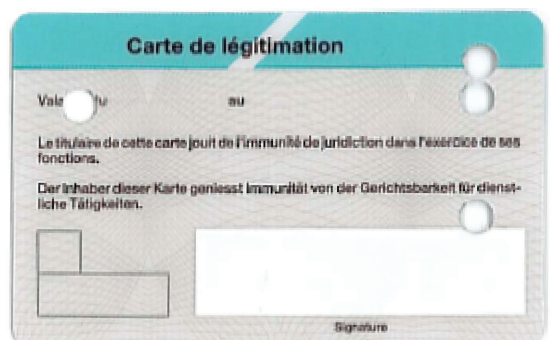 Carte de légitimation
au
Le titulaire de cette carte jouit de l'immunité de juridiction dans l'exercice de ses
fonctions.
Der Inhaber dieser Karte geniesst Immunität von der Gerichtsbarkeit für dienst-
liche Tätigkeiten.
Signature